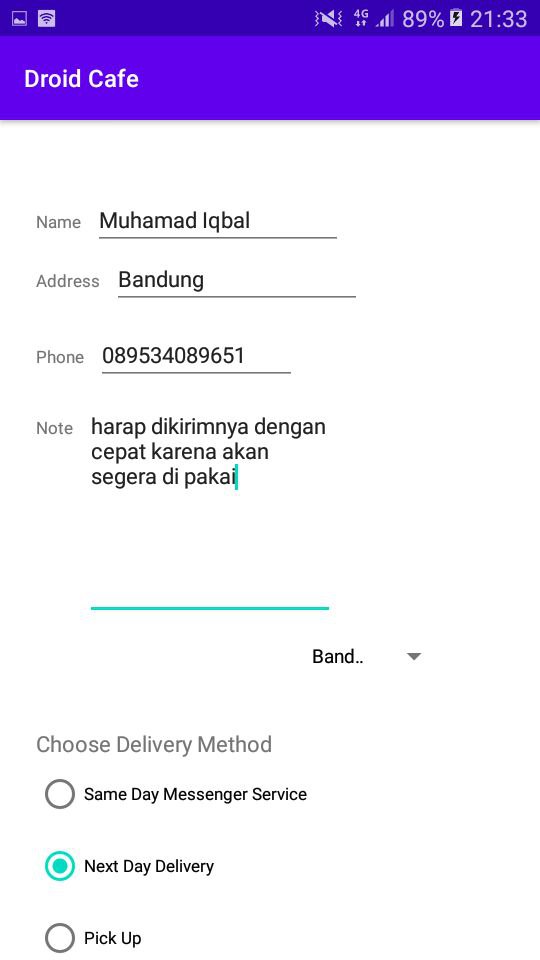 4G 89% 21:33
Droid Cafe
Name Muhamad Iqbal
Address Bandung
Phone 089534089651
Note harap dikirimnya dengan
cepat karena akan
segera di pakai
Band..
Choose Delivery Method
Same Day Messenger Service
Next Day Delivery
Pick Up